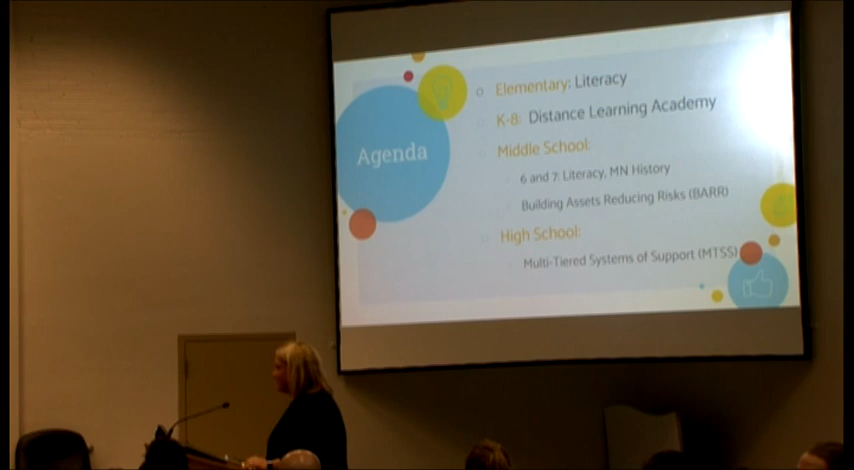 Agenda
Elementary: Literacy
K-8: Distance Learning Academy
Middle School:
6 and 7: Literacy, MN History
Building Assets Reducing Risks (BARR)
High School:
Multi-Tiered Systems of Support (MTSS)